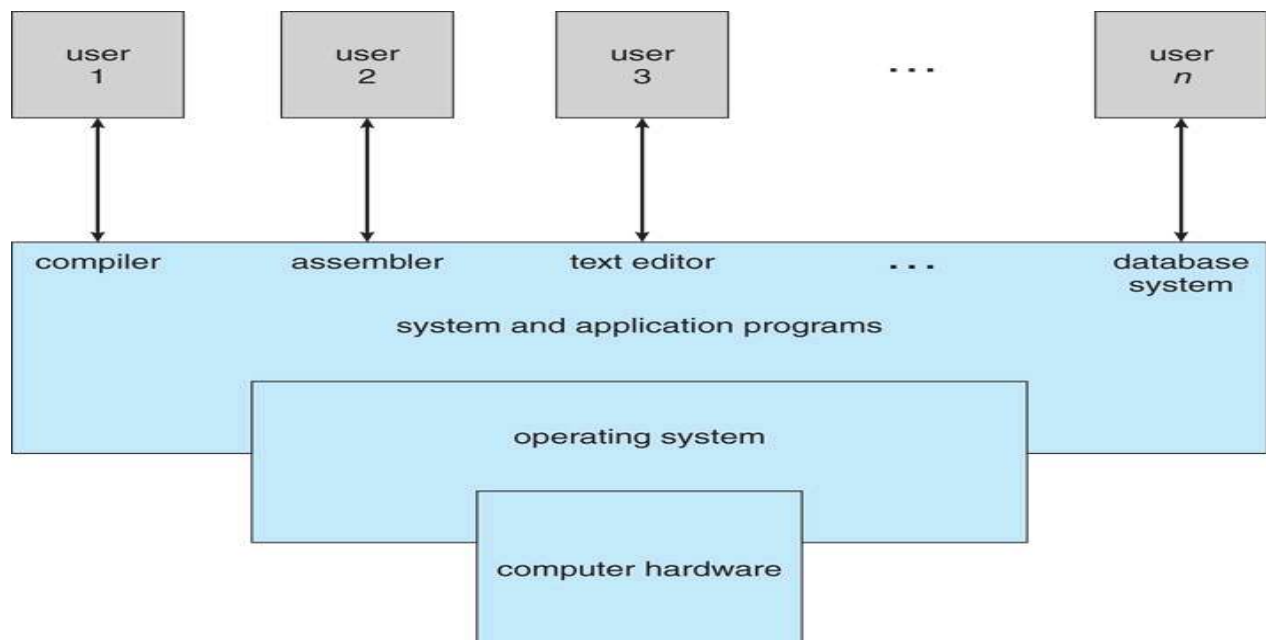 user
1
user
2
user
3
...
user
n
compiler
assembler
text editor
...
database
system
system and application programs
operating system
computer hardware